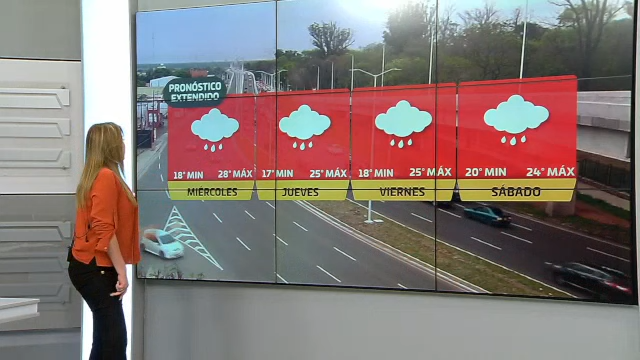 PRONÓSTICO
EXTENDIDO
18° MIN 28° MÁX
17° MIN 25° MÁX
18° MIN 25° MÁX
20° MIN 24° MÁX
MIÉRCOLES
JUEVES
VIERNES
SÁBADO